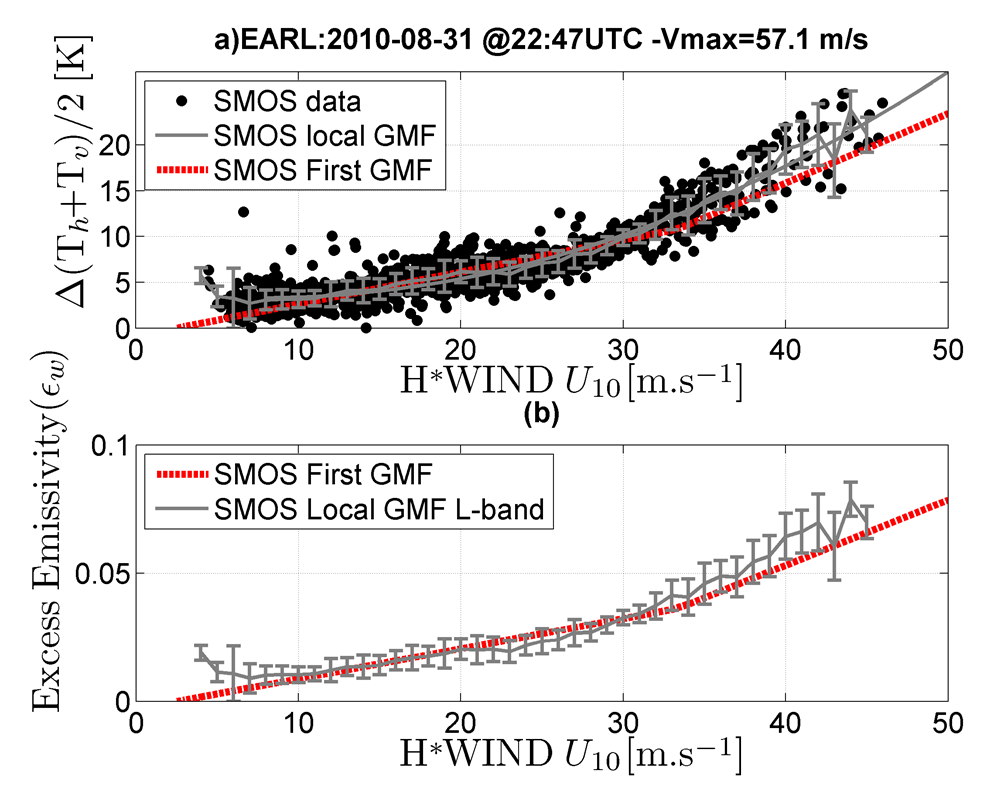 a)EARL:2010-08-31 @22:47UTC -Vmax=57.1 m/s
Δ(T_h+T_v)/2 [K]
SMOS data
SMOS local GMF
SMOS First GMF
20
15
10
5
0
0 10 20 30 40 50
H*WIND U₁₀[m.s⁻¹]
(b)
Excess Emissivity(ϵ_w)
SMOS First GMF
SMOS Local GMF L-band
0.1
0.05
0
0 10 20 30 40 50
H*WIND U₁₀[m.s⁻¹]